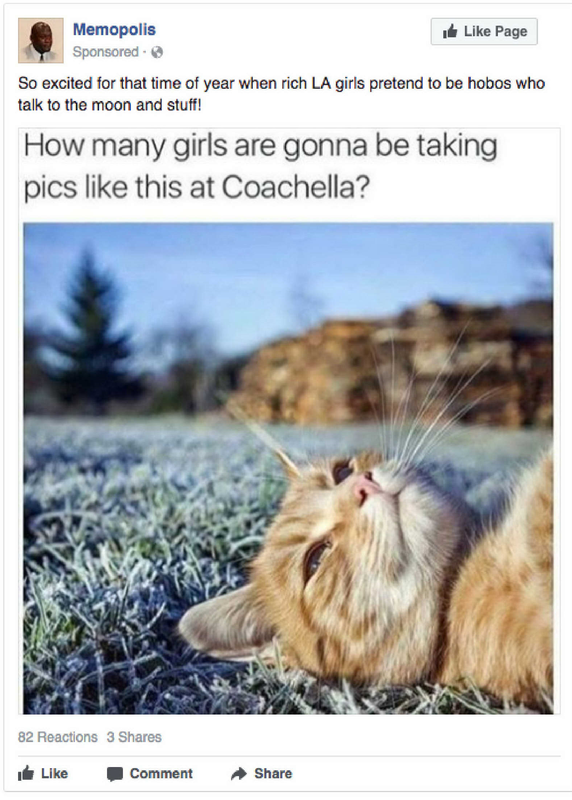 Memopolis
Like Page
Sponsored ·
So excited for that time of year when rich LA girls pretend to be hobos who
talk to the moon and stuff!
How many girls are gonna be taking
pics like this at Coachella?
82 Reactions 3 Shares
Like Comment Share